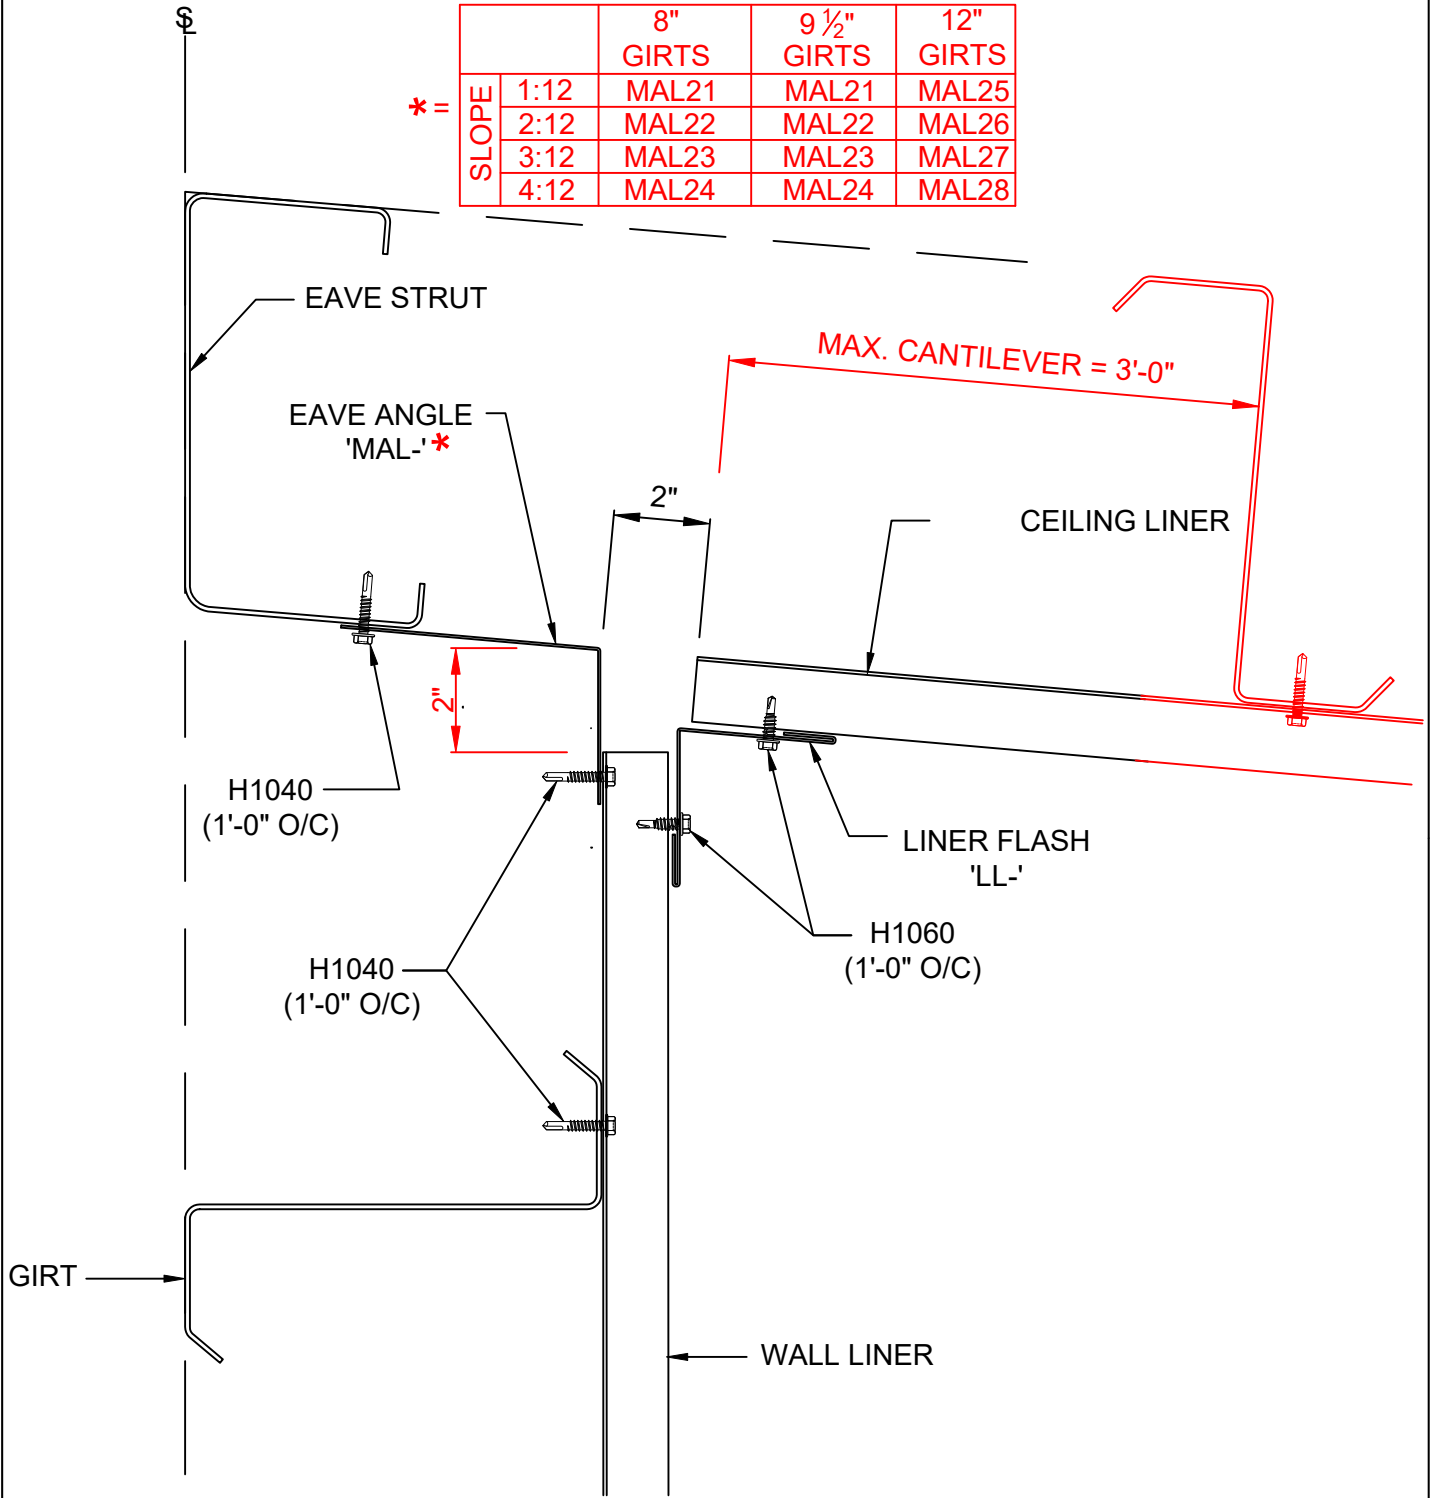 SL
8" 9 ½" 12"
GIRTS GIRTS GIRTS
* =
SLOPE
1:12 MAL21 MAL21 MAL25
2:12 MAL22 MAL22 MAL26
3:12 MAL23 MAL23 MAL27
4:12 MAL24 MAL24 MAL28
EAVE STRUT
MAX. CANTILEVER = 3'-0"
EAVE ANGLE
'MAL-' *
2"
CEILING LINER
2"
H1040
(1'-0" O/C)
LINER FLASH
'LL-'
H1060
(1'-0" O/C)
H1040
(1'-0" O/C)
GIRT
WALL LINER